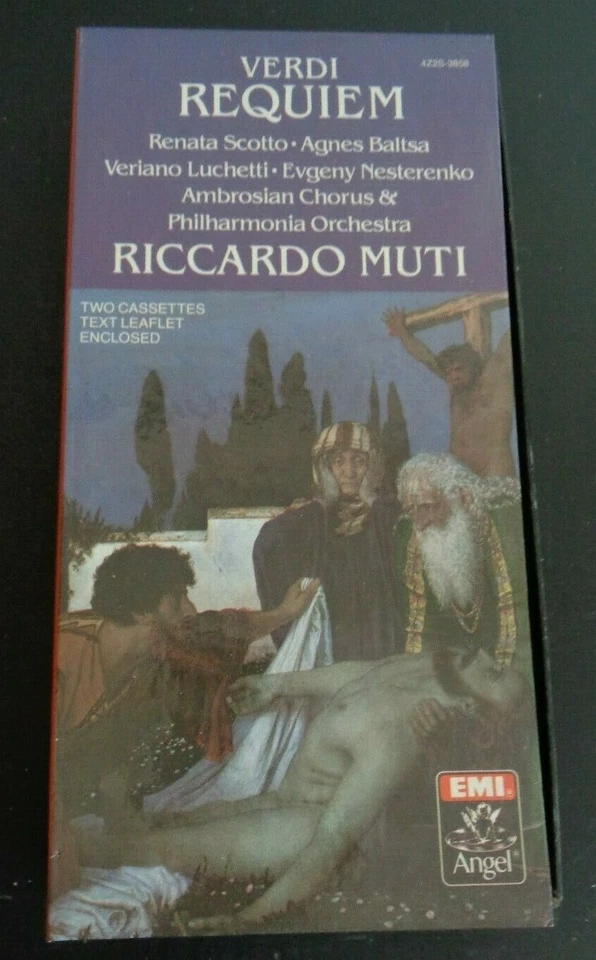 VERDI
4Z2S-3858
REQUIEM
Renata Scotto • Agnes Baltsa
Veriano Luchetti • Evgeny Nesterenko
Ambrosian Chorus &
Philharmonia Orchestra
RICCARDO MUTI
TWO CASSETTES
TEXT LEAFLET
ENCLOSED
EMI®
Angel®